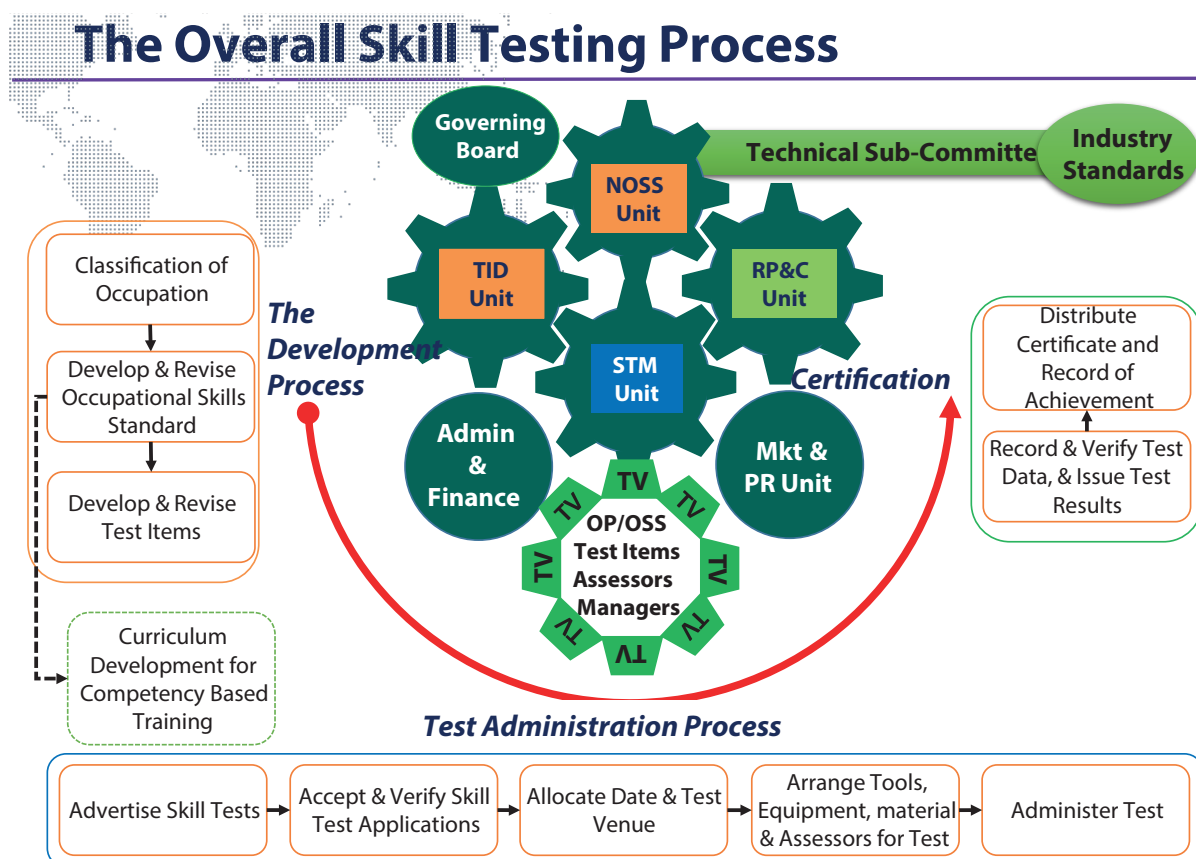 The Overall Skill Testing Process
Governing
Board
NOSS
Unit
Technical Sub-Committe
Industry
Standards
TID
Unit
RP&C
Unit
STM
Unit
Classification of
Occupation
Develop & Revise
Occupational Skills
Standard
Develop & Revise
Test Items
Curriculum
Development for
Competency Based
Training
The
Development
Process
Admin
&
Finance
Mkt &
PR Unit
TV
TV
TV
TV
TV
TV
TV
TV
OP/OSS
Test Items
Assessors
Managers
Certification
Distribute
Certificate and
Record of
Achievement
Record & Verify Test
Data, & Issue Test
Results
Test Administration Process
Advertise Skill Tests
Accept & Verify Skill
Test Applications
Allocate Date & Test
Venue
Arrange Tools,
Equipment, material
& Assessors for Test
Administer Test